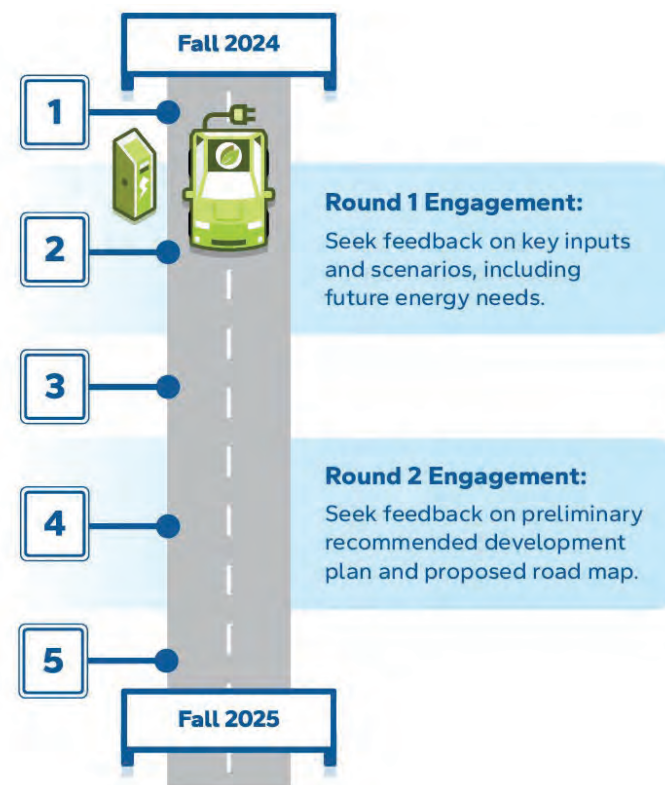 Fall 2024
1
Round 1 Engagement:
Seek feedback on key inputs
and scenarios, including
future energy needs.
2
3
Round 2 Engagement:
Seek feedback on preliminary
recommended development
plan and proposed road map.
4
5
Fall 2025